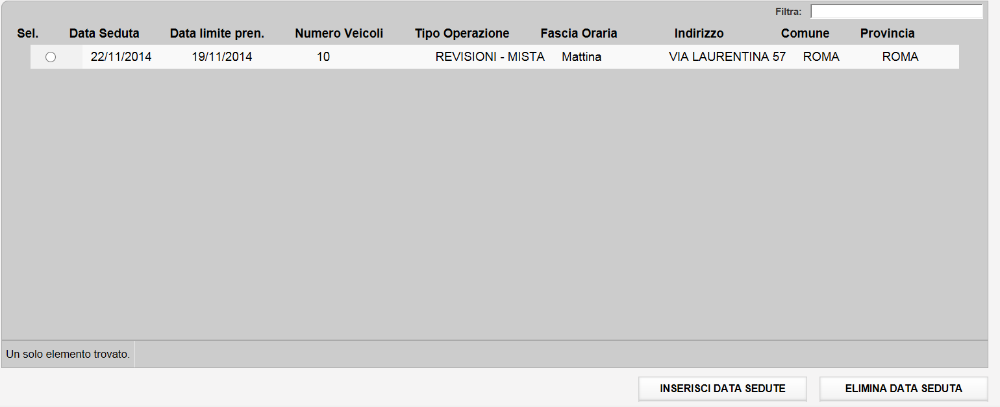 Filtra:
Sel. Data Seduta Data limite pren. Numero Veicoli Tipo Operazione Fascia Oraria Indirizzo Comune Provincia
22/11/2014 19/11/2014 10 REVISIONI - MISTA Mattina VIA LAURENTINA 57 ROMA ROMA
Un solo elemento trovato.
INSERISCI DATA SEDUTE ELIMINA DATA SEDUTA